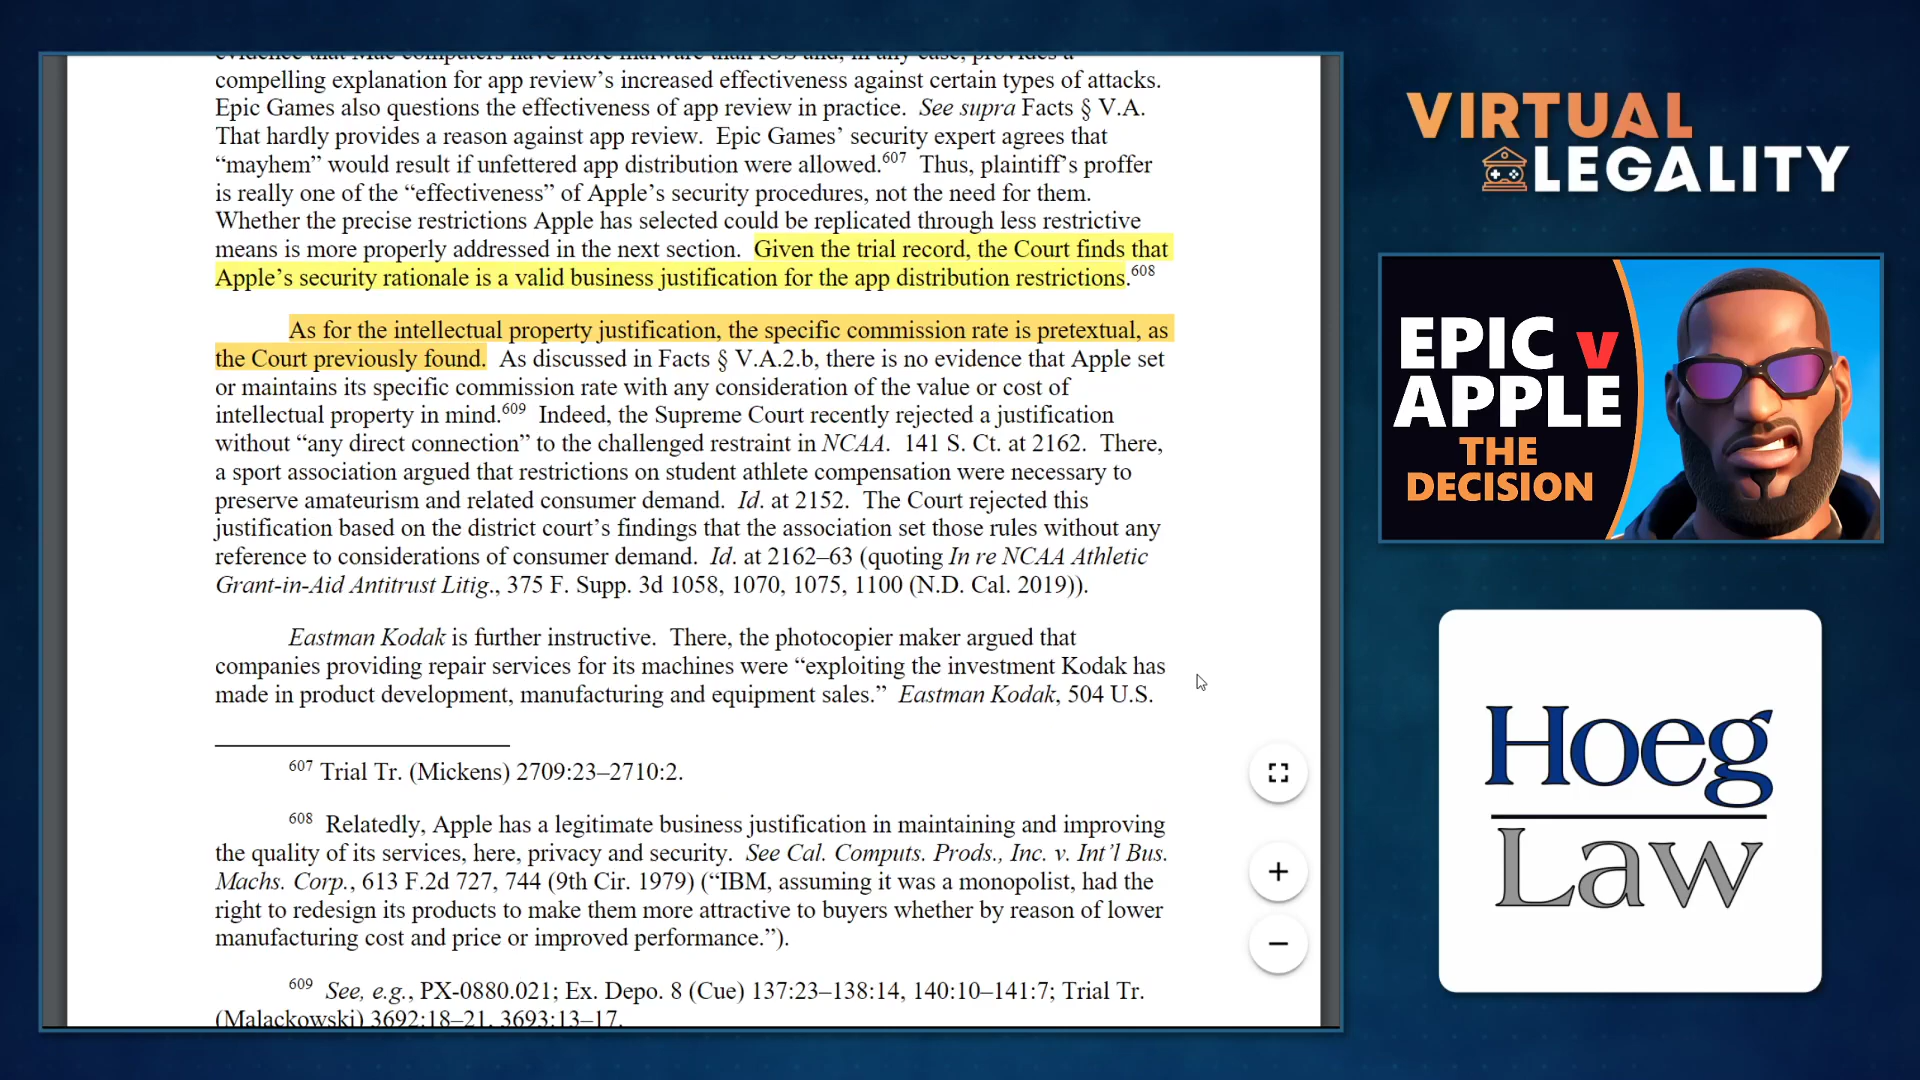 evidence that Mac computers have more malware than iOS and, in any case, provides a
compelling explanation for app review’s increased effectiveness against certain types of attacks.
Epic Games also questions the effectiveness of app review in practice. See supra Facts § V.A.
That hardly provides a reason against app review. Epic Games’ security expert agrees that
“mayhem” would result if unfettered app distribution were allowed.607 Thus, plaintiff’s proffer
is really one of the “effectiveness” of Apple’s security procedures, not the need for them.
Whether the precise restrictions Apple has selected could be replicated through less restrictive
means is more properly addressed in the next section. Given the trial record, the Court finds that
Apple’s security rationale is a valid business justification for the app distribution restrictions.608
As for the intellectual property justification, the specific commission rate is pretextual, as
the Court previously found. As discussed in Facts § V.A.2.b, there is no evidence that Apple set
or maintains its specific commission rate with any consideration of the value or cost of
intellectual property in mind.609 Indeed, the Supreme Court recently rejected a justification
without “any direct connection” to the challenged restraint in NCAA. 141 S. Ct. at 2162. There,
a sport association argued that restrictions on student athlete compensation were necessary to
preserve amateurism and related consumer demand. Id. at 2152. The Court rejected this
justification based on the district court’s findings that the association set those rules without any
reference to considerations of consumer demand. Id. at 2162–63 (quoting In re NCAA Athletic
Grant-in-Aid Antitrust Litig., 375 F. Supp. 3d 1058, 1070, 1075, 1100 (N.D. Cal. 2019)).
Eastman Kodak is further instructive. There, the photocopier maker argued that
companies providing repair services for its machines were “exploiting the investment Kodak has
made in product development, manufacturing and equipment sales.” Eastman Kodak, 504 U.S.
607 Trial Tr. (Mickens) 2709:23–2710:2.
608 Relatedly, Apple has a legitimate business justification in maintaining and improving
the quality of its services, here, privacy and security. See Cal. Computs. Prods., Inc. v. Int’l Bus.
Machs. Corp., 613 F.2d 727, 744 (9th Cir. 1979) (“IBM, assuming it was a monopolist, had the
right to redesign its products to make them more attractive to buyers whether by reason of lower
manufacturing cost and price or improved performance.”).
609 See, e.g., PX-0880.021; Ex. Depo. 8 (Cue) 137:23–138:14, 140:10–141:7; Trial Tr.
(Malackowski) 3692:18–21, 3693:13–17.
VIRTUAL
LEGALITY
EPIC v
APPLE
THE
DECISION
Hoeg
Law